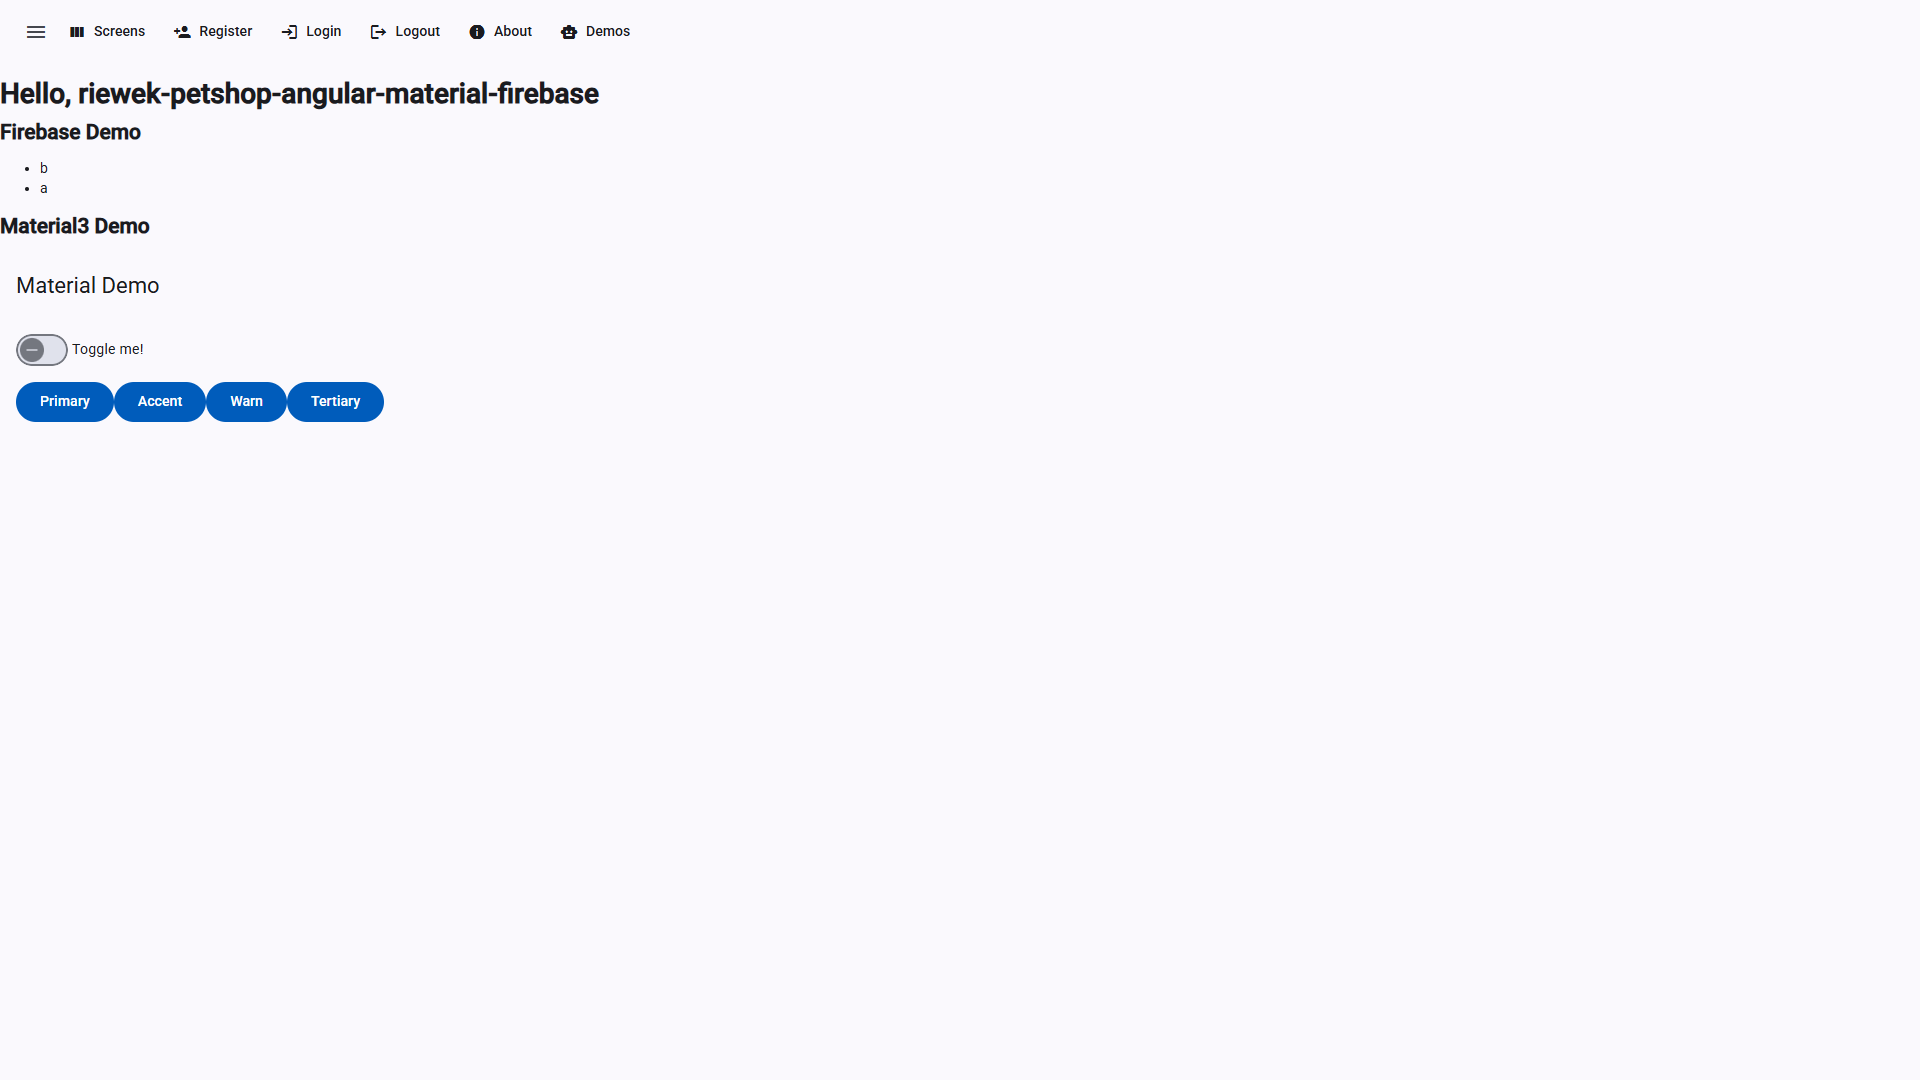 Screens Register Login Logout About Demos
Hello, riewek-petshop-angular-material-firebase
Firebase Demo
b
a
Material3 Demo
Material Demo
Toggle me!
Primary Accent Warn Tertiary